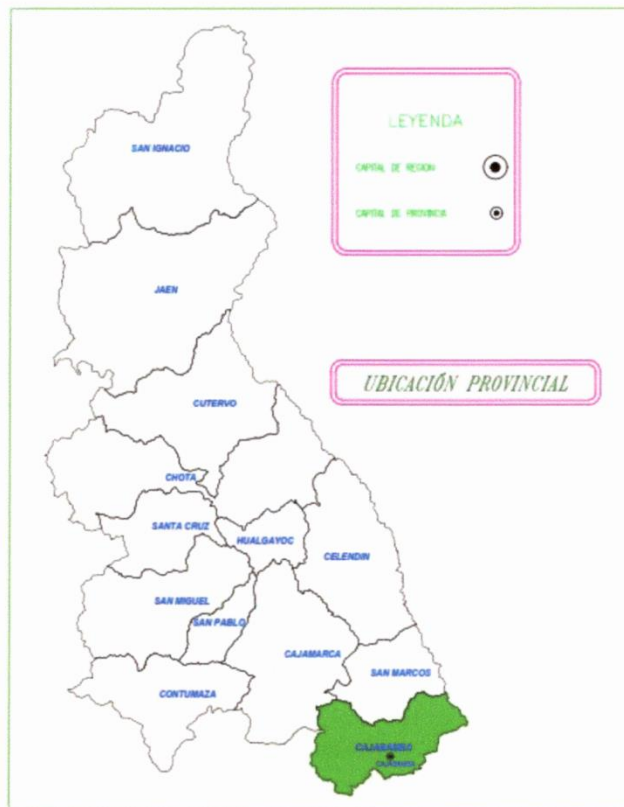 SAN IGNACIO
LEYENDA
CAPITAL DE REGION
CAPITAL DE PROVINCIA
JAEN
UBICACIÓN PROVINCIAL
CUTERVO
CHOTA
SANTA CRUZ
HUALGAYOC
CELENDIN
SAN MIGUEL
SAN PABLO
CAJAMARCA
SAN MARCOS
CONTUMAZA
CAJABAMBA